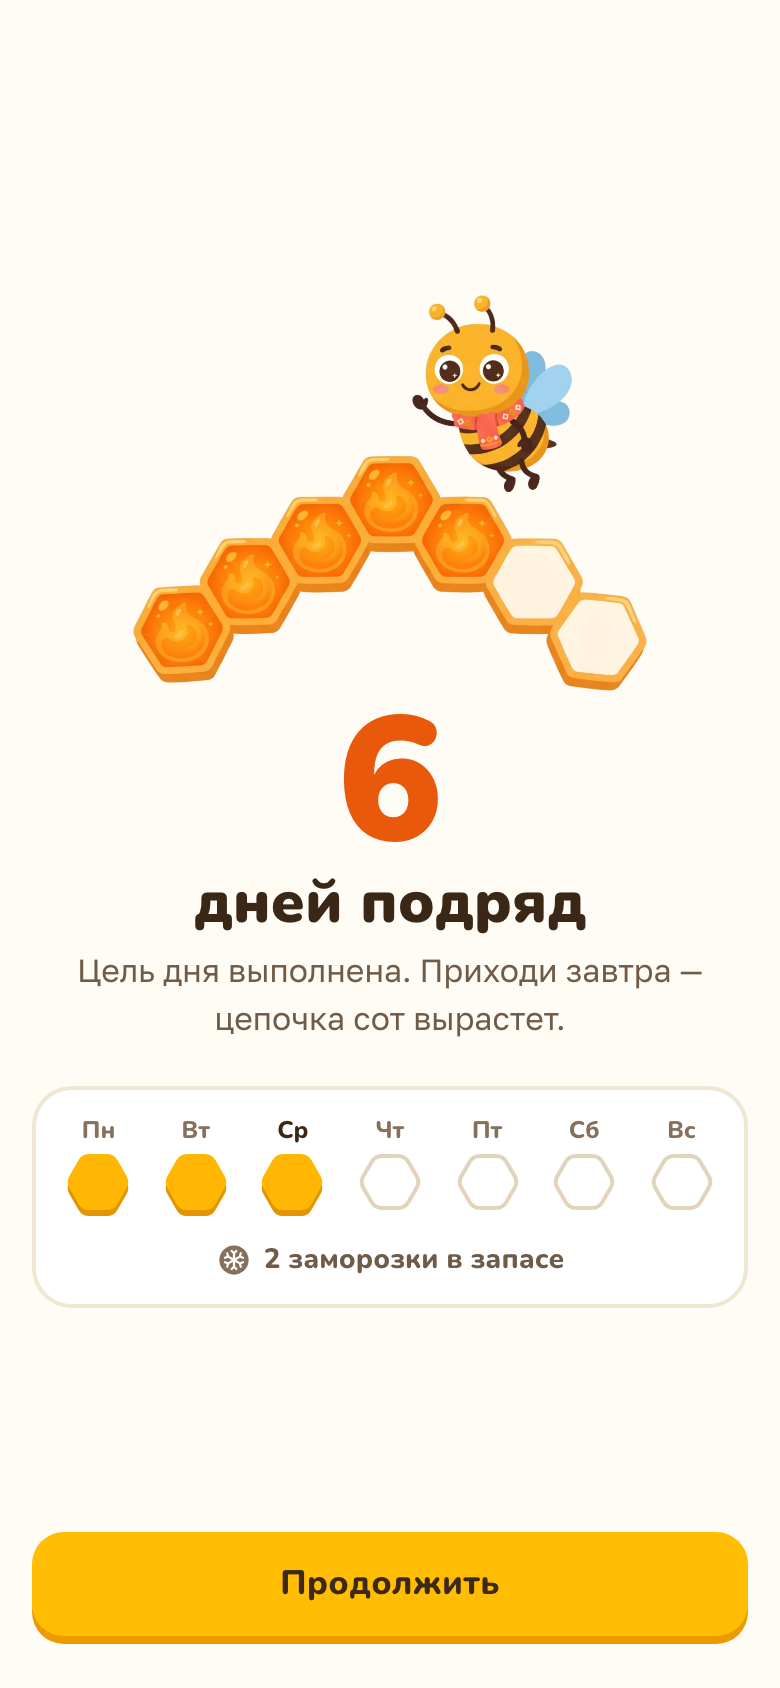 6
дней подряд
Цель дня выполнена. Приходи завтра —
цепочка сот вырастет.
Пн Вт Ср Чт Пт Сб Вс
2 заморозки в запасе
Продолжить